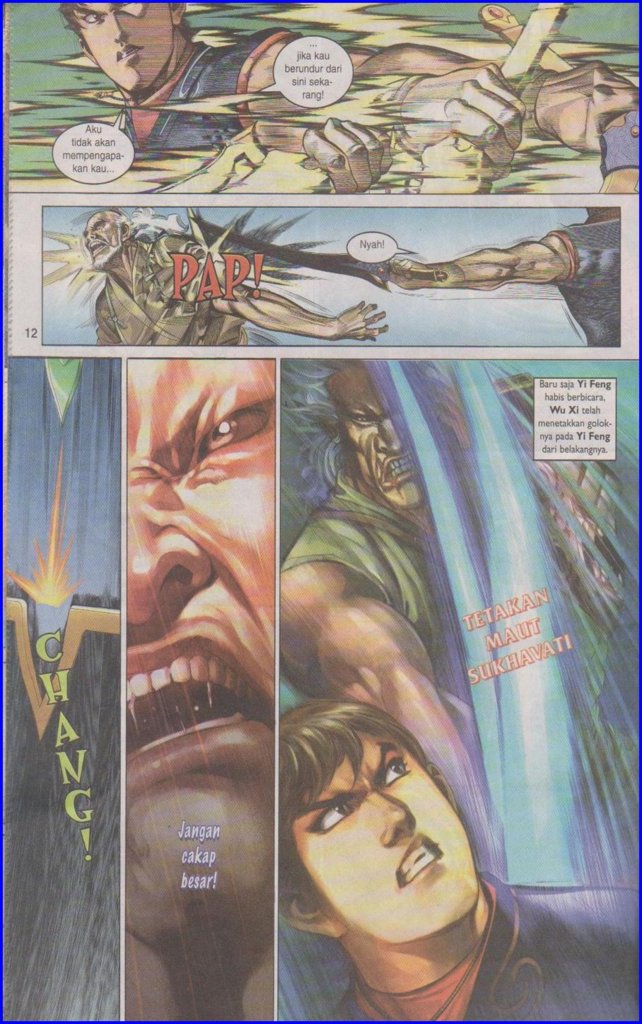 Aku
tidak akan
mempengapa-
kan kau...
...
jika kau
berundur dari
sini seka-
rang!
PAP!
Nyah!
12
CHANG!
Jangan
cakap
besar!
Baru saja Yi Feng
habis berbicara,
Wu Xi telah
menetakkan golok-
nya pada Yi Feng
dari belakangnya.
TETAKAN
MAUT
SUKHAVATI